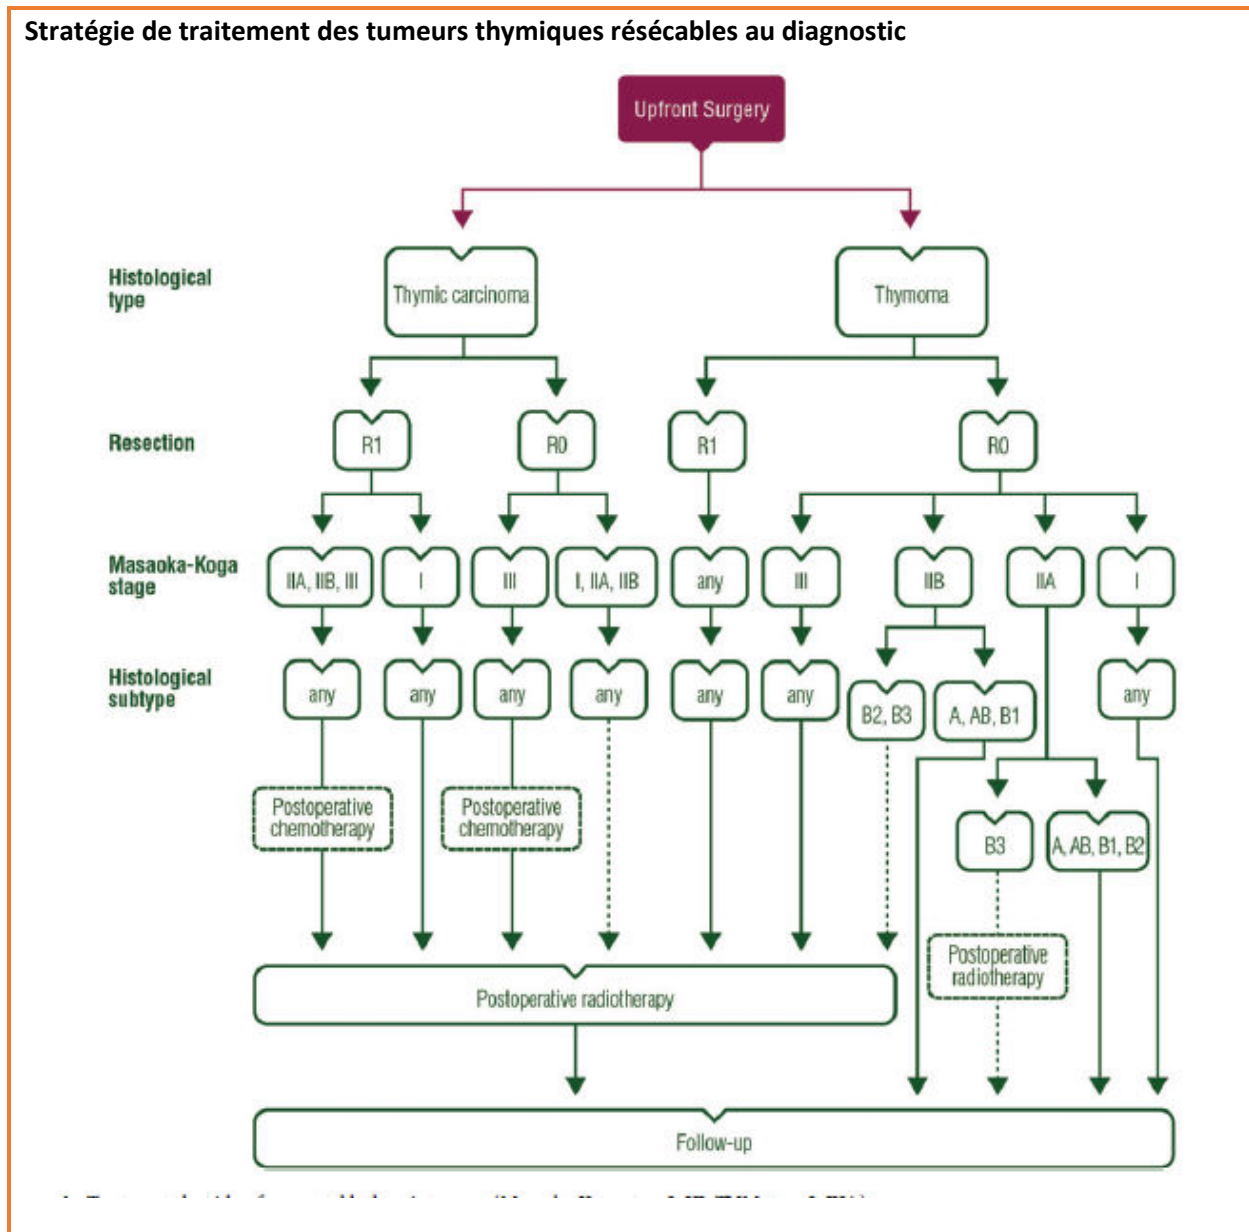 Stratégie de traitement des tumeurs thymiques résécables au diagnostic
Upfront Surgery
Histological
type
Thymic carcinoma
Thymoma
Resection
R1
R0
R1
R0
Masaoka-Koga
stage
IIA, IIB, III
I
III
I, IIA, IIB
any
III
IIB
IIA
I
Histological
subtype
any
any
any
any
any
any
B2, B3
A, AB, B1
any
Postoperative
chemotherapy
Postoperative
chemotherapy
B3
A, AB, B1, B2
Postoperative
radiotherapy
Postoperative radiotherapy
Follow-up